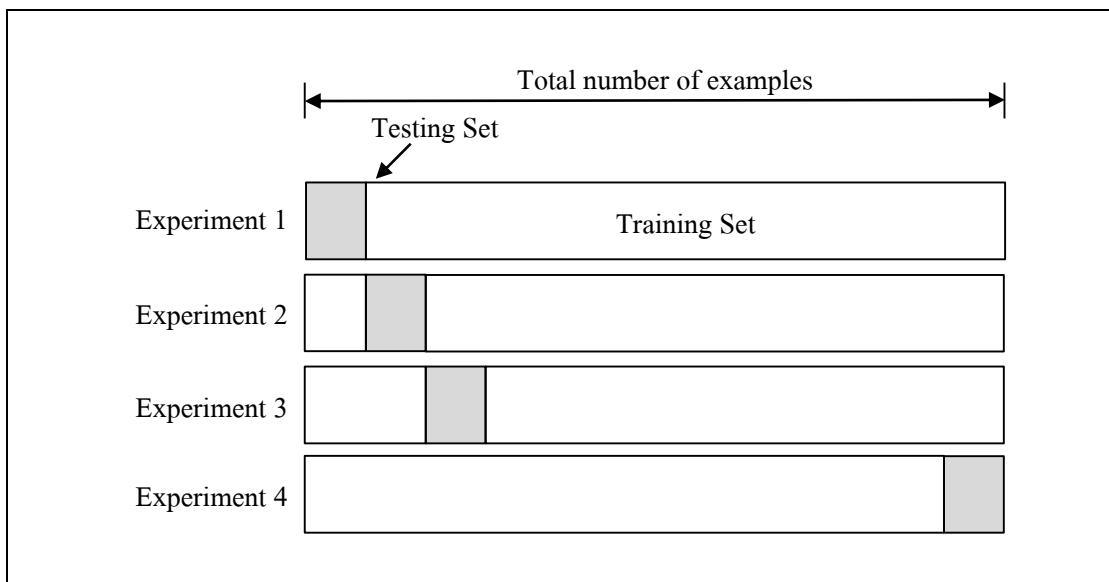 Total number of examples
Testing Set
Experiment 1
Training Set
Experiment 2
Experiment 3
Experiment 4